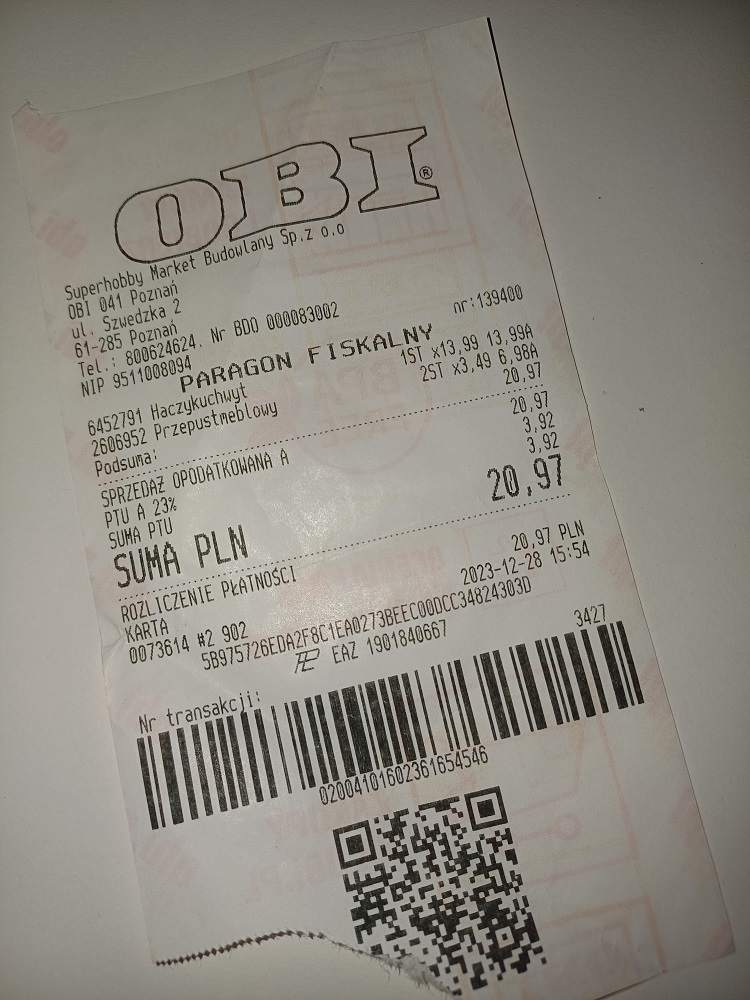 OBI®
Superhobby Market Budowlany Sp.z o.o
OBI 041 Poznań
ul. Szwedzka 2
61-285 Poznań
Tel.: 800624624. Nr BDO 000083002
NIP 9511008094 nr:139400
PARAGON FISKALNY
6452791 Haczykuchwyt 1ST x13,99 13,99A
2606952 Przepustmeblowy 2ST x3,49 6,98A
Podsuma: 20,97
SPRZEDAŻ OPODATKOWANA A 20,97
PTU A 23% 3,92
SUMA PTU 3,92
SUMA PLN 20,97
ROZLICZENIE PŁATNOŚCI
KARTA 20,97 PLN
0073614 #2 902 2023-12-28 15:54
5B975726EDA2F8C1EA0273BEEC00DCC34824303D
EAZ 1901840667
Nr transakcji: 3427
02004101602361654546